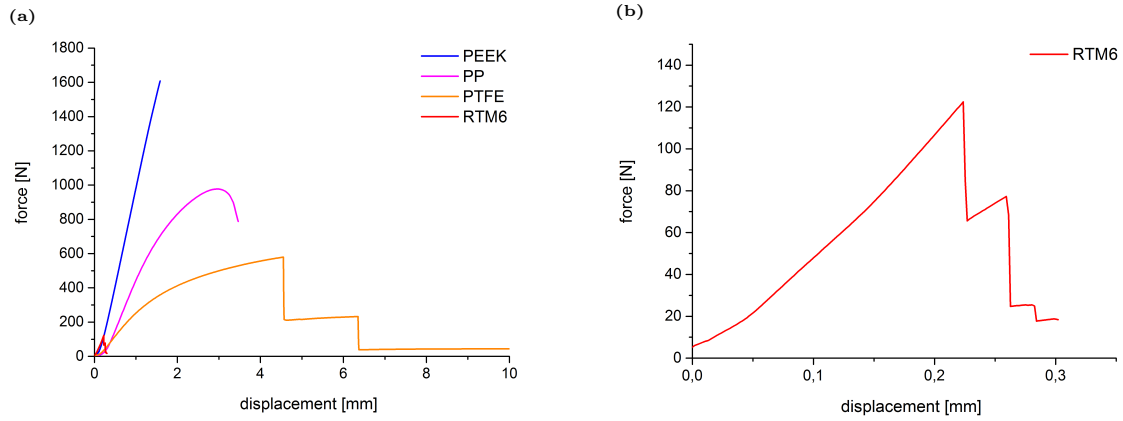 (a)
1800
1600
1400
1200
1000
800
600
400
200
0
force [N]
0 2 4 6 8 10
displacement [mm]
PEEK
PP
PTFE
RTM6
(b)
140
120
100
80
60
40
20
0
force [N]
0,0 0,1 0,2 0,3
displacement [mm]
RTM6